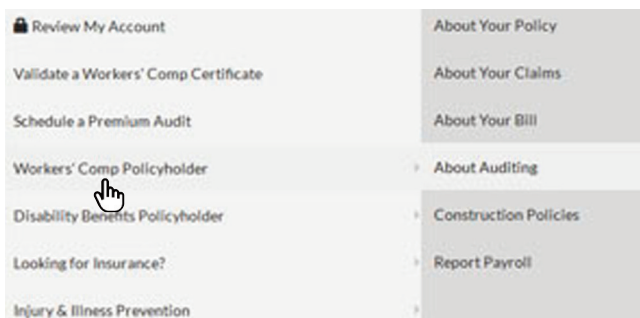 Review My Account
Validate a Workers' Comp Certificate
Schedule a Premium Audit
Workers' Comp Policyholder
Disability Benefits Policyholder
Looking for Insurance?
Injury & Illness Prevention
About Your Policy
About Your Claims
About Your Bill
About Auditing
Construction Policies
Report Payroll